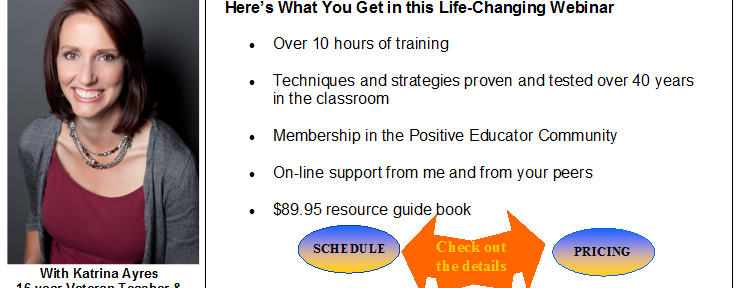 Here's What You Get in this Life-Changing Webinar
• Over 10 hours of training
• Techniques and strategies proven and tested over 40 years
in the classroom
• Membership in the Positive Educator Community
• On-line support from me and from your peers
• $89.95 resource guide book
SCHEDULE
Check out
the details
PRICING
With Katrina Ayres
16 year Veteran Teacher &